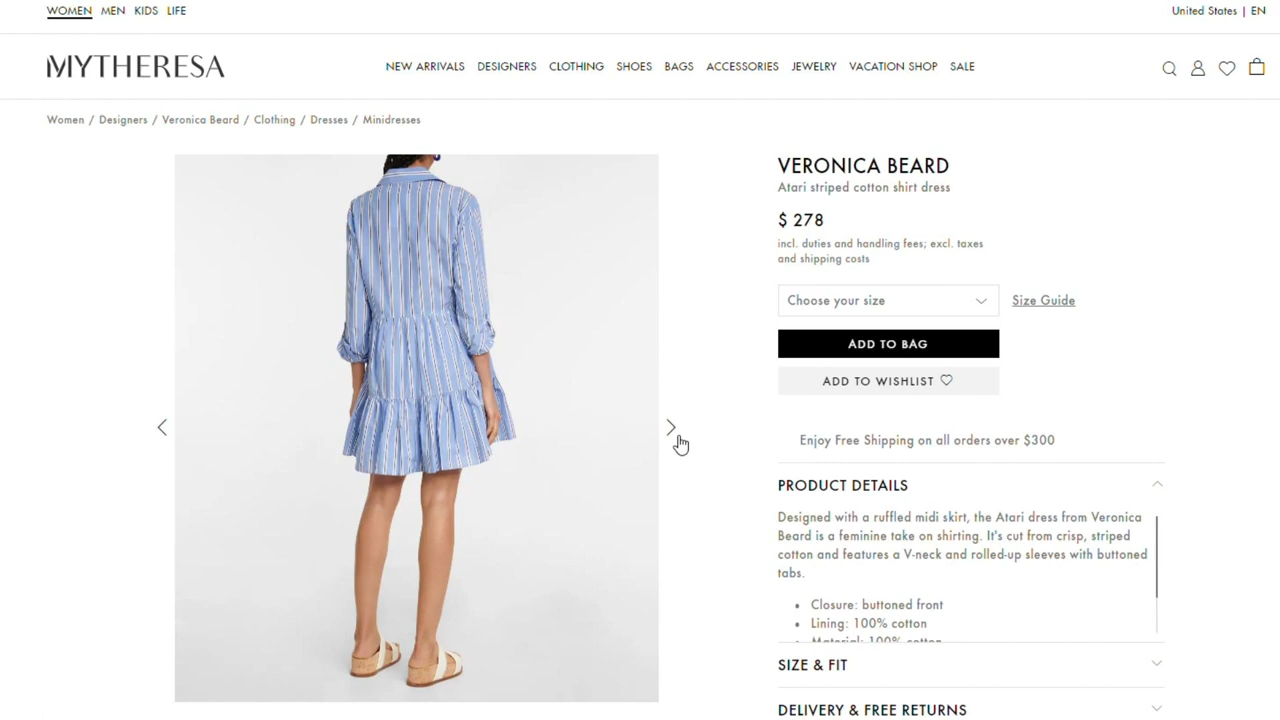 WOMEN MEN KIDS LIFE
United States | EN
MYTHERESA
NEW ARRIVALS DESIGNERS CLOTHING SHOES BAGS ACCESSORIES JEWELRY VACATION SHOP SALE
Women / Designers / Veronica Beard / Clothing / Dresses / Minidresses
VERONICA BEARD
Atari striped cotton shirt dress
$ 278
incl. duties and handling fees; excl. taxes
and shipping costs
Choose your size
Size Guide
ADD TO BAG
ADD TO WISHLIST
Enjoy Free Shipping on all orders over $300
PRODUCT DETAILS
Designed with a ruffled midi skirt, the Atari dress from Veronica
Beard is a feminine take on shirting. It's cut from crisp, striped
cotton and features a V-neck and rolled-up sleeves with buttoned
tabs.
• Closure: buttoned front
• Lining: 100% cotton
• Material: 100% cotton
SIZE & FIT
DELIVERY & FREE RETURNS